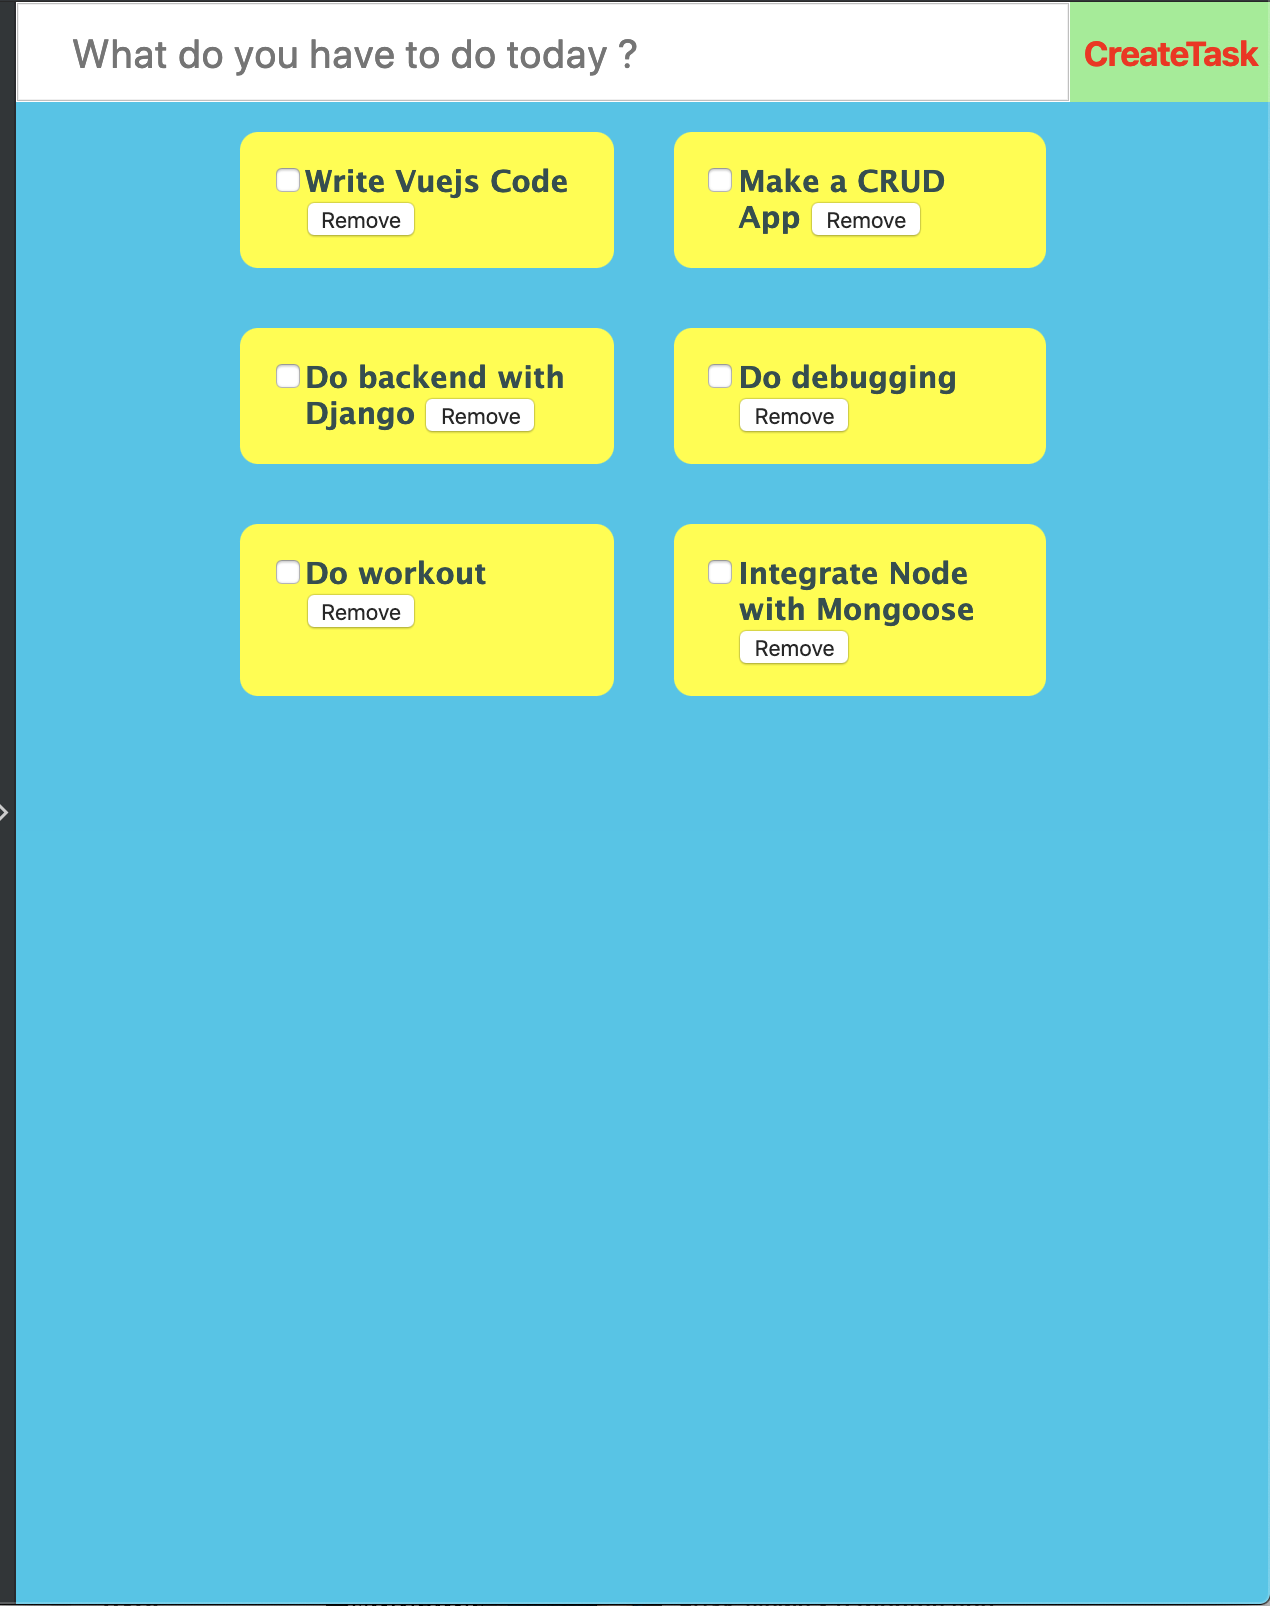 What do you have to do today ?
CreateTask
Write Vuejs Code
Remove
Make a CRUD
App Remove
Do backend with
Django Remove
Do debugging
Remove
Do workout
Remove
Integrate Node
with Mongoose
Remove